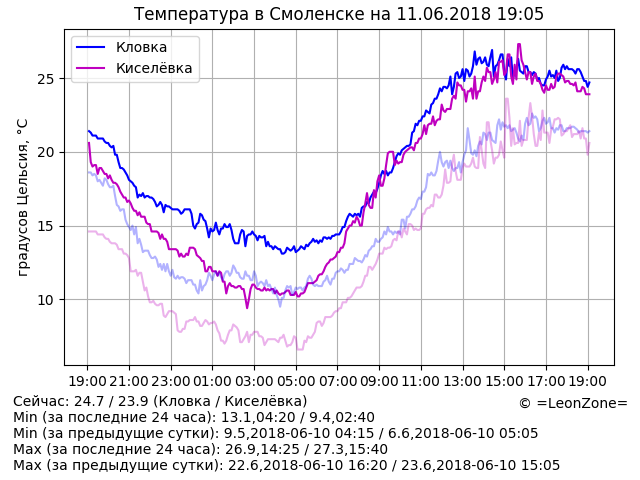 Температура в Смоленске на 11.06.2018 19:05
Кловка
Киселёвка
градусов Цельсия, °C
25
20
15
10
19:00 21:00 23:00 01:00 03:00 05:00 07:00 09:00 11:00 13:00 15:00 17:00 19:00
Сейчас: 24.7 / 23.9 (Кловка / Киселёвка)
© =LeonZone=
Min (за последние 24 часа): 13.1,04:20 / 9.4,02:40
Min (за предыдущие сутки): 9.5,2018-06-10 04:15 / 6.6,2018-06-10 05:05
Max (за последние 24 часа): 26.9,14:25 / 27.3,15:40
Max (за предыдущие сутки): 22.6,2018-06-10 16:20 / 23.6,2018-06-10 15:05